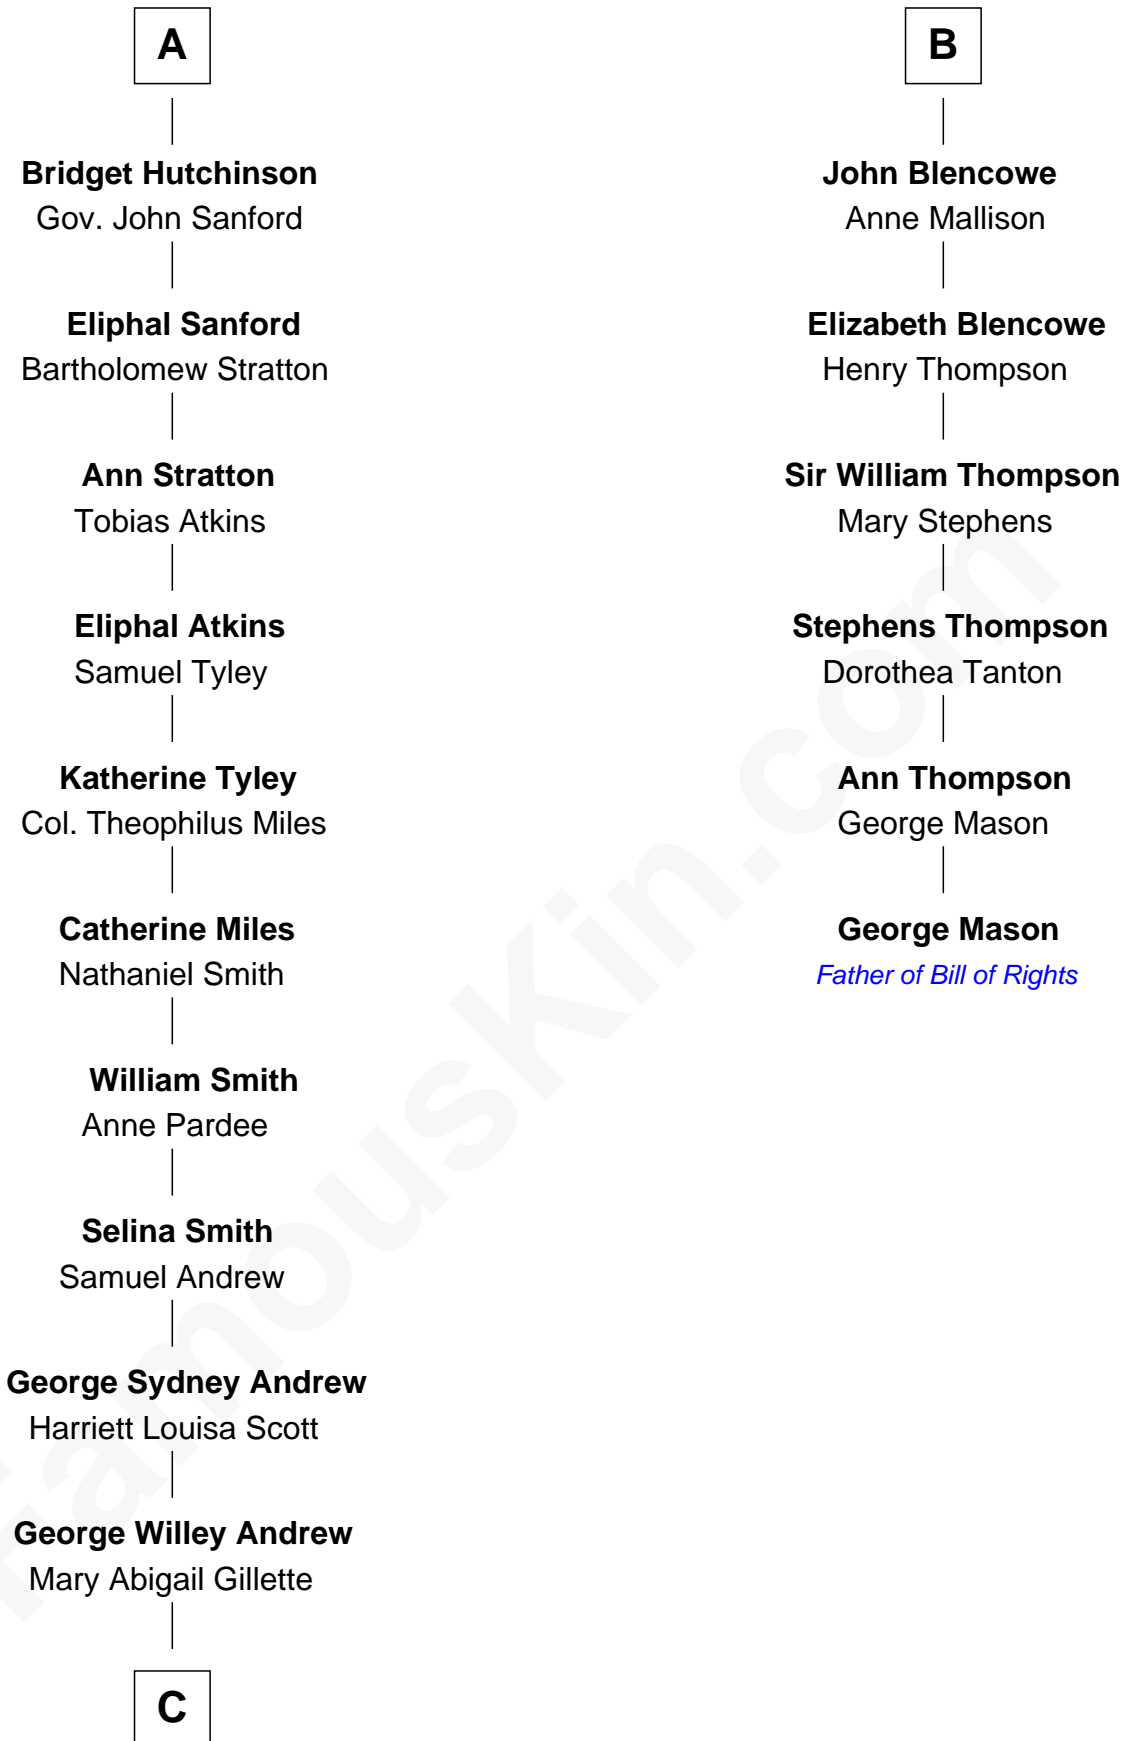 A
Bridget Hutchinson
Gov. John Sanford
Eliphal Sanford
Bartholomew Stratton
Ann Stratton
Tobias Atkins
Eliphal Atkins
Samuel Tyley
Katherine Tyley
Col. Theophilus Miles
Catherine Miles
Nathaniel Smith
William Smith
Anne Pardee
Selina Smith
Samuel Andrew
George Sydney Andrew
Harriett Louisa Scott
George Willey Andrew
Mary Abigail Gillette
C
B
John Blencowe
Anne Mallison
Elizabeth Blencowe
Henry Thompson
Sir William Thompson
Mary Stephens
Stephens Thompson
Dorothea Tanton
Ann Thompson
George Mason
George Mason
Father of Bill of Rights
FamousKin.com